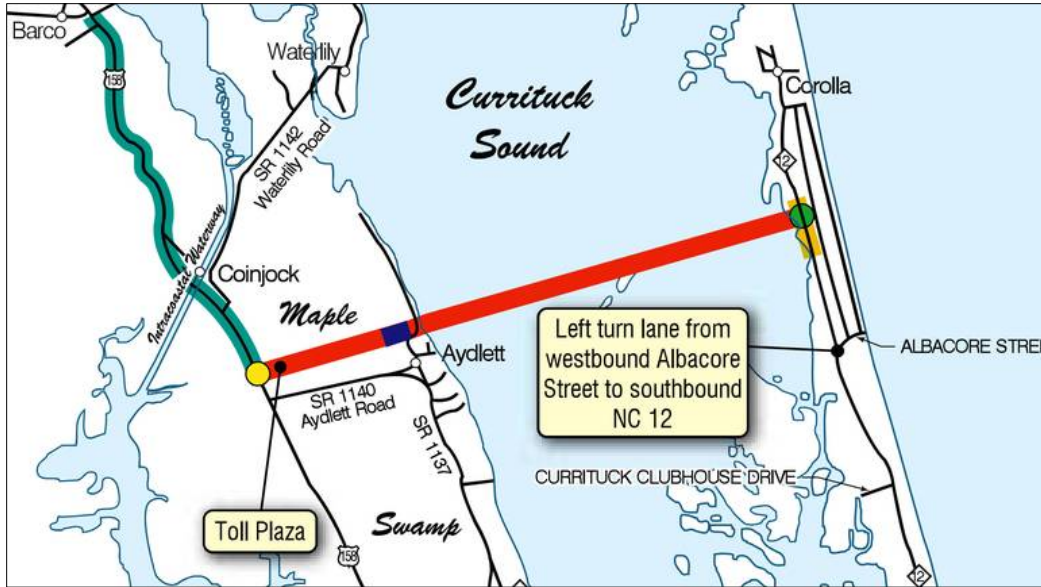 Barco
158
Waterlily
SR 1142
Waterlily Road
Currituck
Sound
Corolla
12
Intracoastal Waterway
Coinjock
Maple
Aydlett
SR 1140
Aydlett Road
SR 1137
Left turn lane from
westbound Albacore
Street to southbound
NC 12
ALBACORE STRE
CURRITUCK CLUBHOUSE DRIVE
Toll Plaza
Swamp
158
12